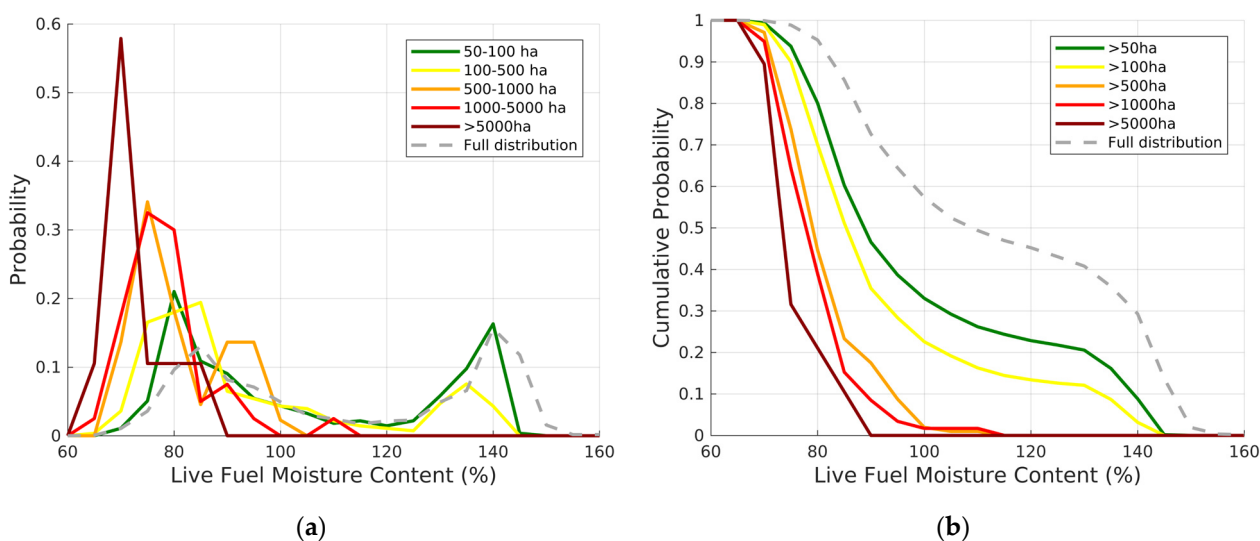 0.6
0.5
0.4
0.3
0.2
0.1
0
Probability
60
80
100
120
140
160
Live Fuel Moisture Content (%)
50-100 ha
100-500 ha
500-1000 ha
1000-5000 ha
>5000ha
Full distribution
(a)
1
0.9
0.8
0.7
0.6
0.5
0.4
0.3
0.2
0.1
0
Cumulative Probability
60
80
100
120
140
160
Live Fuel Moisture Content (%)
>50ha
>100ha
>500ha
>1000ha
>5000ha
Full distribution
(b)